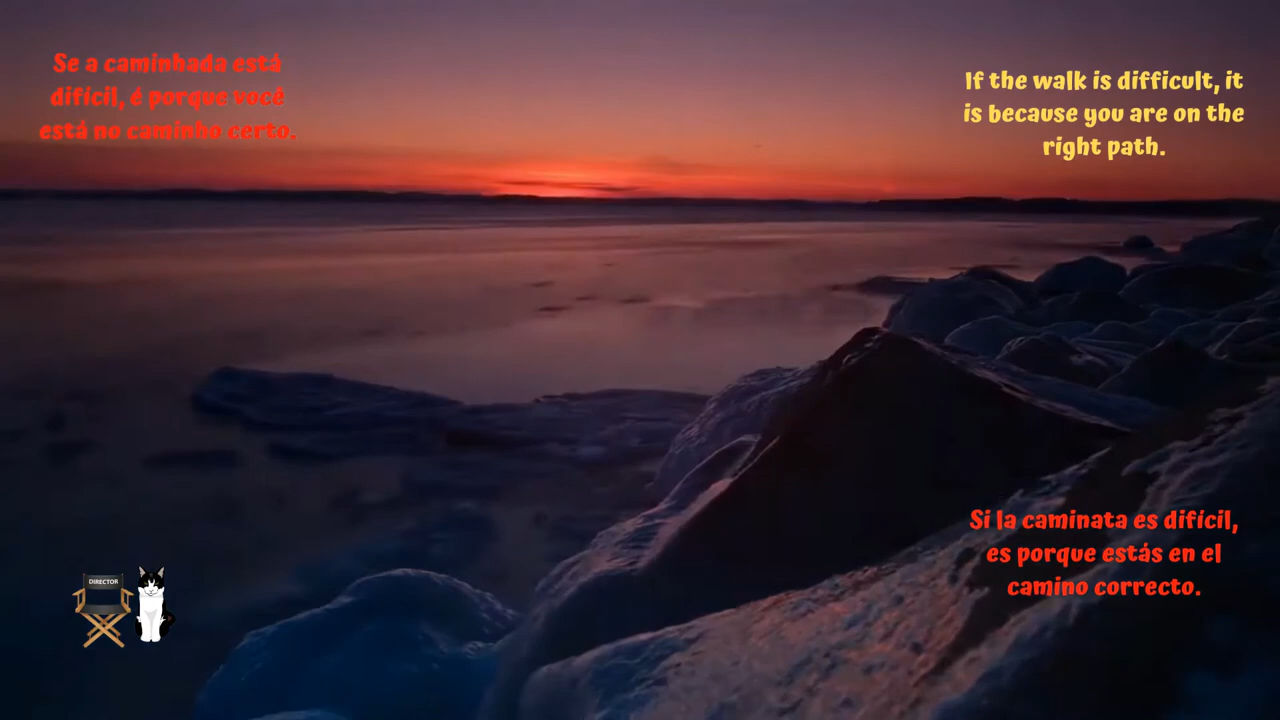 Se a caminhada está
difícil, é porque você
está no caminho certo.
If the walk is difficult, it
is because you are on the
right path.
Si la caminata es difícil,
es porque estás en el
camino correcto.
DIRECTOR